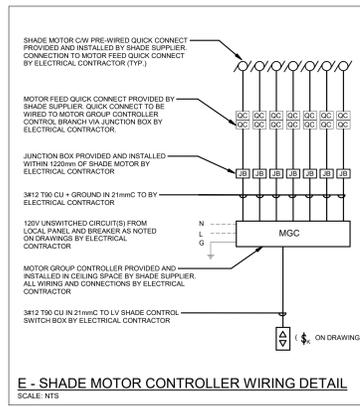 SHADE MOTOR C/W PRE-WIRED QUICK CONNECT
PROVIDED AND INSTALLED BY SHADE SUPPLIER.
CONNECTION TO MOTOR FEED QUICK CONNECT
BY ELECTRICAL CONTRACTOR (TYP.)
MOTOR FEED QUICK CONNECT PROVIDED BY
SHADE SUPPLIER. QUICK CONNECT TO BE
WIRED TO MOTOR GROUP CONTROLLER
CONTROL BRANCH VIA JUNCTION BOX BY
ELECTRICAL CONTRACTOR.
QC QC QC QC QC QC QC
QC QC QC QC QC QC QC
JUNCTION BOX PROVIDED AND INSTALLED
WITHIN 1220mm OF SHADE MOTOR BY
ELECTRICAL CONTRACTOR
JB JB JB JB JB JB JB
3#12 T90 CU + GROUND IN 21mmC TO BY
ELECTRICAL CONTRACTOR
120V UNSWITCHED CIRCUIT(S) FROM
LOCAL PANEL AND BREAKER AS NOTED
ON DRAWINGS BY ELECTRICAL
CONTRACTOR
N
L
G
MGC
MOTOR GROUP CONTROLLER PROVIDED AND
INSTALLED IN CEILING SPACE BY SHADE SUPPLIER.
ALL WIRING AND CONNECTIONS BY ELECTRICAL
CONTRACTOR
3#12 T90 CU IN 21mmC TO LV SHADE CONTROL
SWITCH BOX BY ELECTRICAL CONTRACTOR
( $K ON DRAWING
E - SHADE MOTOR CONTROLLER WIRING DETAIL
SCALE: NTS